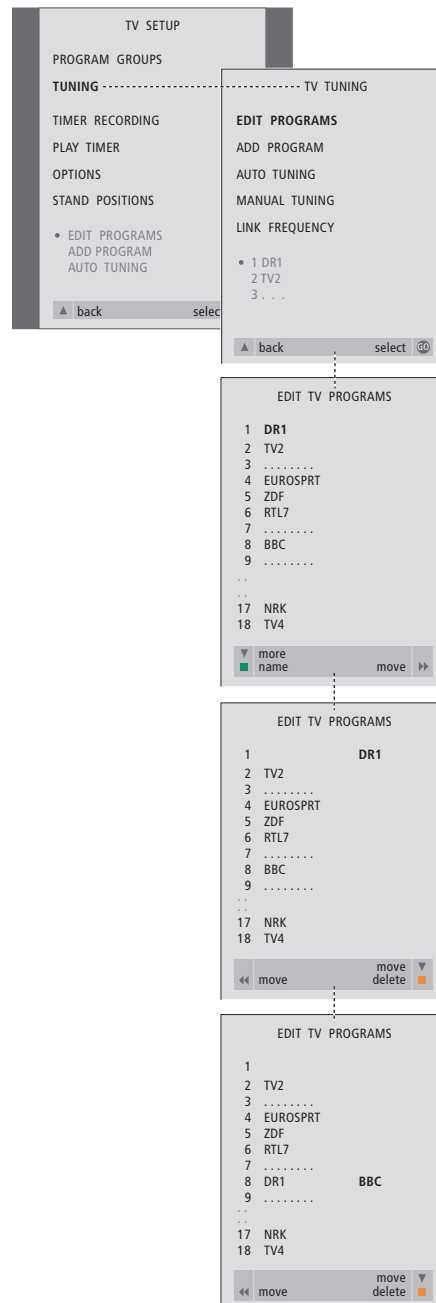 TV SETUP
PROGRAM GROUPS
TUNING
TIMER RECORDING
PLAY TIMER
OPTIONS
STAND POSITIONS
• EDIT PROGRAMS
ADD PROGRAM
AUTO TUNING
▲ back selec
TV TUNING
EDIT PROGRAMS
ADD PROGRAM
AUTO TUNING
MANUAL TUNING
LINK FREQUENCY
• 1 DR1
2 TV2
3 . . .
▲ back select GO
EDIT TV PROGRAMS
1 DR1
2 TV2
3 . . . . . . . .
4 EUROSPRT
5 ZDF
6 RTL7
7 . . . . . . . .
8 BBC
9 . . . . . . . .
. .
. .
17 NRK
18 TV4
▼ more
name move ▶▶
EDIT TV PROGRAMS
1 DR1
2 TV2
3 . . . . . . . .
4 EUROSPRT
5 ZDF
6 RTL7
7 . . . . . . . .
8 BBC
9 . . . . . . . .
. .
. .
17 NRK
18 TV4
move ▼
◀◀ move delete
EDIT TV PROGRAMS
1
2 TV2
3 . . . . . . . .
4 EUROSPRT
5 ZDF
6 RTL7
7 . . . . . . . .
8 DR1 BBC
9 . . . . . . . .
. .
. .
17 NRK
18 TV4
move ▼
◀◀ move delete